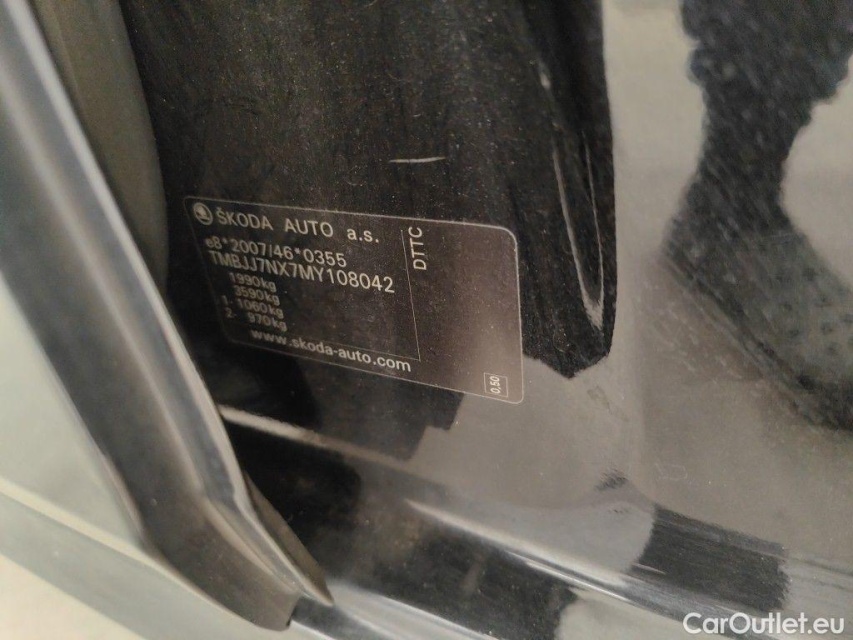 ŠKODA AUTO a.s.
e8*2007/46*0355
TMBJJ7NX7MY108042
1990kg
3590kg
1- 1060kg
2- 970kg
www.skoda-auto.com
DTTC
0.50
CarOutlet.eu